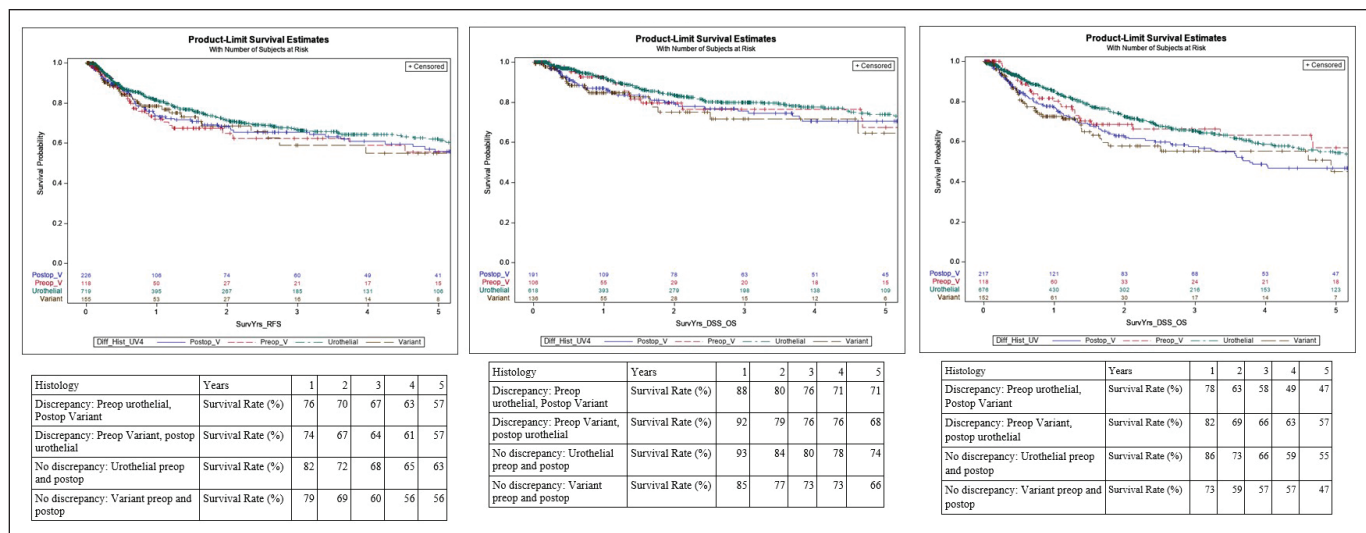 Product-Limit Survival Estimates
With Number of Subjects at Risk
+ Censored
Survival Probability
1.0
0.8
0.6
0.4
0.2
0.0
Postop_V 226 106 74 60 49 41
Preop_V 118 50 27 21 17 15
Urothelial 719 395 267 195 131 106
Variant 155 53 27 16 14 8
0 1 2 3 4 5
SurvYrs_RFS
Diff_Hist_UV4 Postop_V Preop_V Urothelial Variant
Histology Years 1 2 3 4 5
Discrepancy: Preop urothelial, Survival Rate (%) 76 70 67 63 57
Postop Variant
Discrepancy: Preop Variant, postop Survival Rate (%) 74 67 64 61 57
urothelial
No discrepancy: Urothelial preop Survival Rate (%) 82 72 68 65 63
and postop
No discrepancy: Variant preop and Survival Rate (%) 79 69 60 56 56
postop
Product-Limit Survival Estimates
With Number of Subjects at Risk
+ Censored
Survival Probability
1.0
0.8
0.6
0.4
0.2
0.0
Postop_V 191 109 78 63 51 45
Preop_V 106 55 29 20 18 15
Urothelial 618 393 279 198 138 109
Variant 136 55 28 15 12 6
0 1 2 3 4 5
SurvYrs_DSS_OS
Diff_Hist_UV4 Postop_V Preop_V Urothelial Variant
Histology Years 1 2 3 4 5
Discrepancy: Preop Survival Rate (%) 88 80 76 71 71
urothelial, Postop Variant
Discrepancy: Preop Variant, Survival Rate (%) 92 79 76 76 68
postop urothelial
No discrepancy: Urothelial Survival Rate (%) 93 84 80 78 74
preop and postop
No discrepancy: Variant Survival Rate (%) 85 77 73 73 66
preop and postop
Product-Limit Survival Estimates
With Number of Subjects at Risk
+ Censored
Survival Probability
1.0
0.8
0.6
0.4
0.2
0.0
Postop_V 217 121 83 68 53 47
Preop_V 118 60 33 24 21 18
Urothelial 676 430 302 216 153 123
Variant 152 61 30 17 14 7
0 1 2 3 4 5
SurvYrs_DSS_OS
Diff_Hist_UV Postop_V Preop_V Urothelial Variant
Histology Years 1 2 3 4 5
Discrepancy: Preop urothelial, Survival Rate (%) 78 63 58 49 47
Postop Variant
Discrepancy: Preop Variant, Survival Rate (%) 82 69 66 63 57
postop urothelial
No discrepancy: Urothelial preop Survival Rate (%) 86 73 66 59 55
and postop
No discrepancy: Variant preop and Survival Rate (%) 73 59 57 57 47
postop